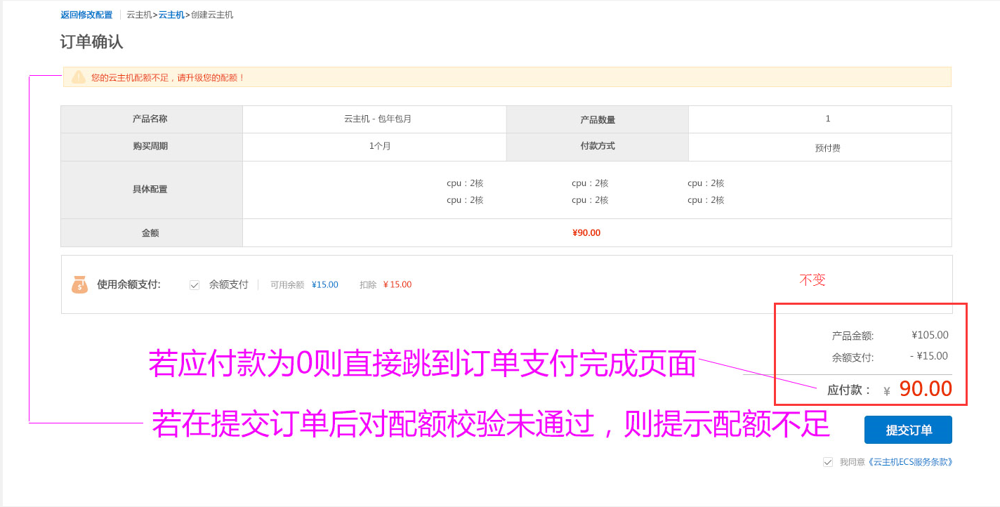 返回修改配置 云主机>云主机>创建云主机
订单确认
您的云主机配额不足，请升级您的配额！
产品名称 云主机 - 包年包月 产品数量 1
购买周期 1个月 付款方式 预付费
具体配置
cpu：2核 cpu：2核 cpu：2核
cpu：2核 cpu：2核 cpu：2核
金额 ¥90.00
使用余额支付: 余额支付 可用余额 ¥15.00 扣除 ¥ 15.00
不变
产品金额: ¥105.00
余额支付: - ¥15.00
若应付款为0则直接跳到订单支付完成页面
应付款： ¥ 90.00
若在提交订单后对配额校验未通过，则提示配额不足
提交订单
我同意《云主机ECS服务条款》